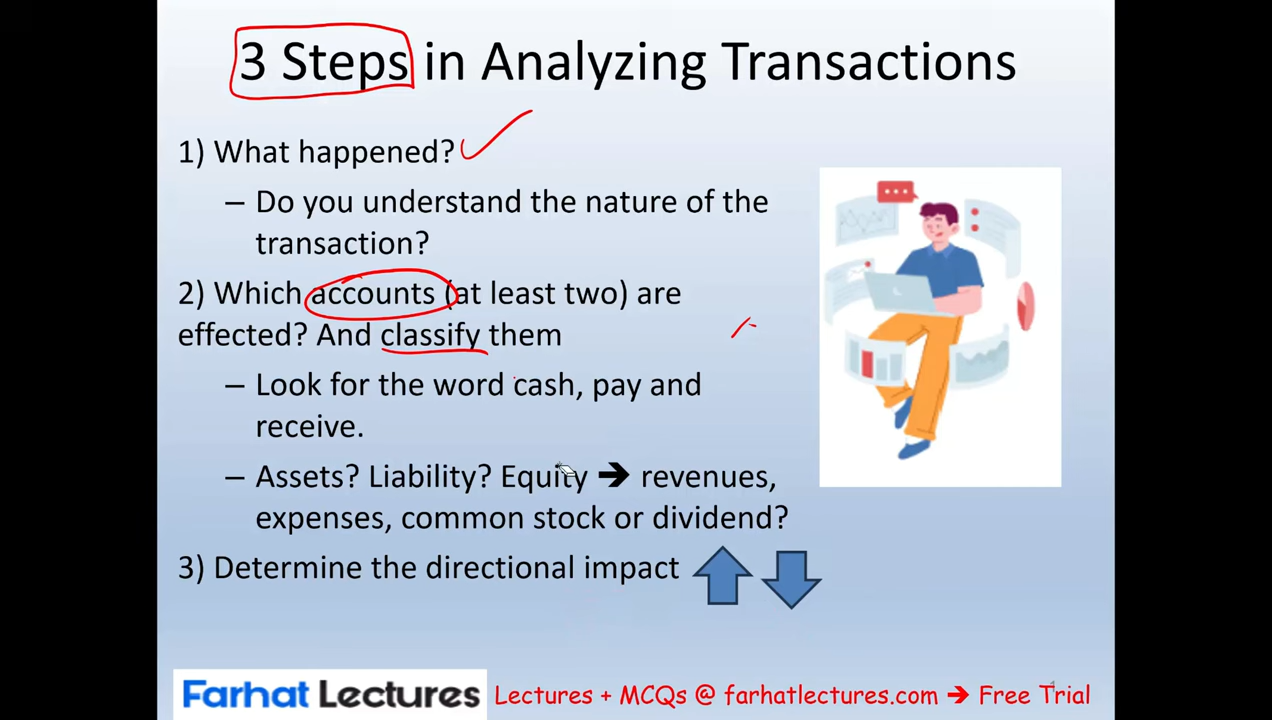 3 Steps in Analyzing Transactions
1) What happened?
– Do you understand the nature of the
transaction?
2) Which accounts (at least two) are
effected? And classify them
– Look for the word cash, pay and
receive.
– Assets? Liability? Equity ➔ revenues,
expenses, common stock or dividend?
3) Determine the directional impact
Farhat Lectures Lectures + MCQs @ farhatlectures.com ➔ Free Trial